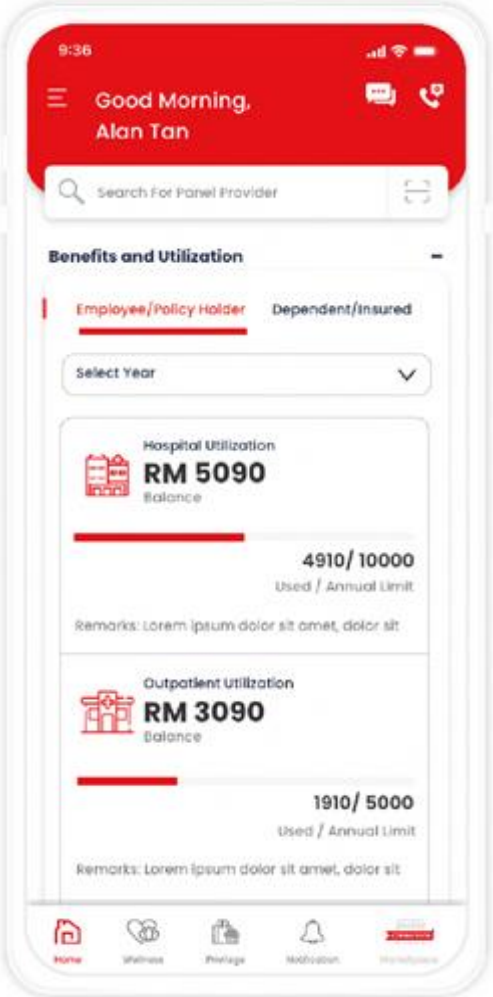 9:36
Good Morning,
Alan Tan
Search For Panel Provider
Benefits and Utilization
Employee/Policy Holder Dependent/Insured
Select Year
Hospital Utilization
RM 5090
Balance
4910/ 10000
Used / Annual Limit
Remarks: Lorem ipsum dolor sit amet, dolor sit
Outpatient Utilization
RM 3090
Balance
1910/ 5000
Used / Annual Limit
Remarks: Lorem ipsum dolor sit amet, dolor sit
Home Wellness Privilege Notification Marketplace